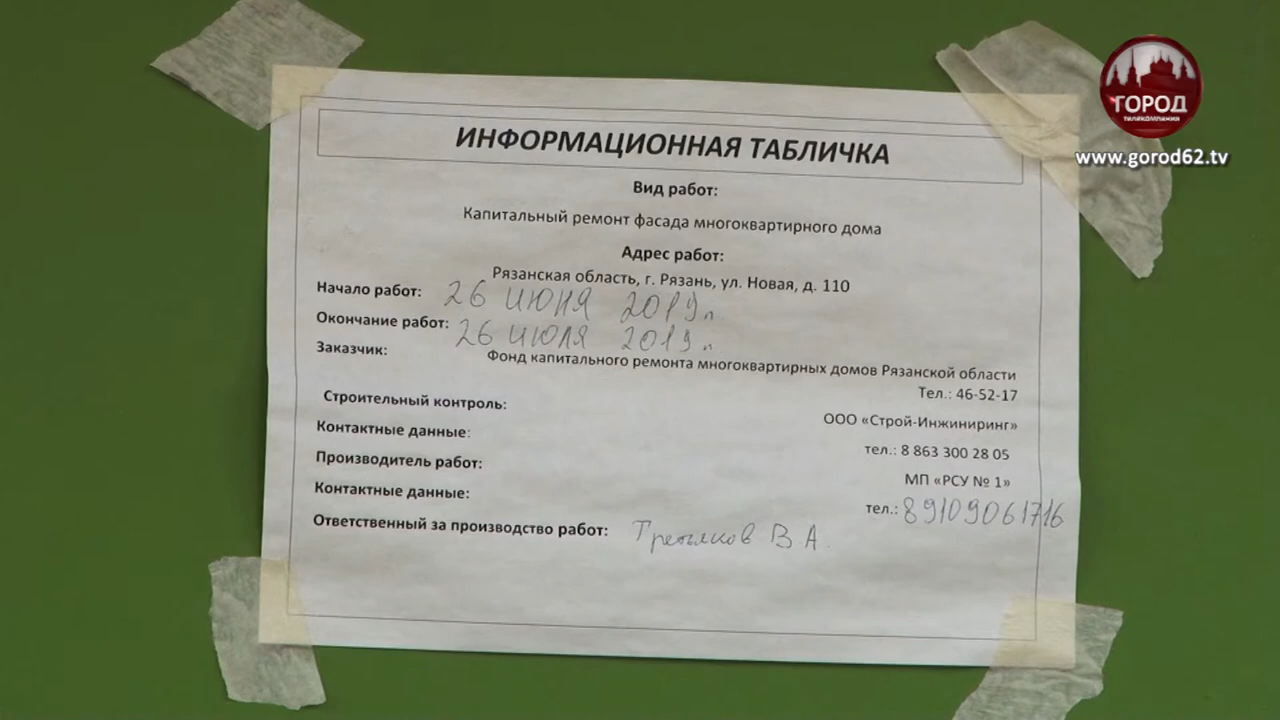 ГОРОД
телекомпания
www.gorod62.tv
ИНФОРМАЦИОННАЯ ТАБЛИЧКА
Вид работ:
Капитальный ремонт фасада многоквартирного дома
Адрес работ:
Рязанская область, г. Рязань, ул. Новая, д. 110
Начало работ: 26 июня 2019г
Окончание работ: 26 июля 2019г
Заказчик: Фонд капитального ремонта многоквартирных домов Рязанской области
Тел.: 46-52-17
Строительный контроль: ООО «Строй-Инжиниринг»
Контактные данные: тел.: 8 863 300 28 05
Производитель работ: МП «РСУ № 1»
Контактные данные: тел.: 89109061716
Ответственный за производство работ: Третьяков В А.